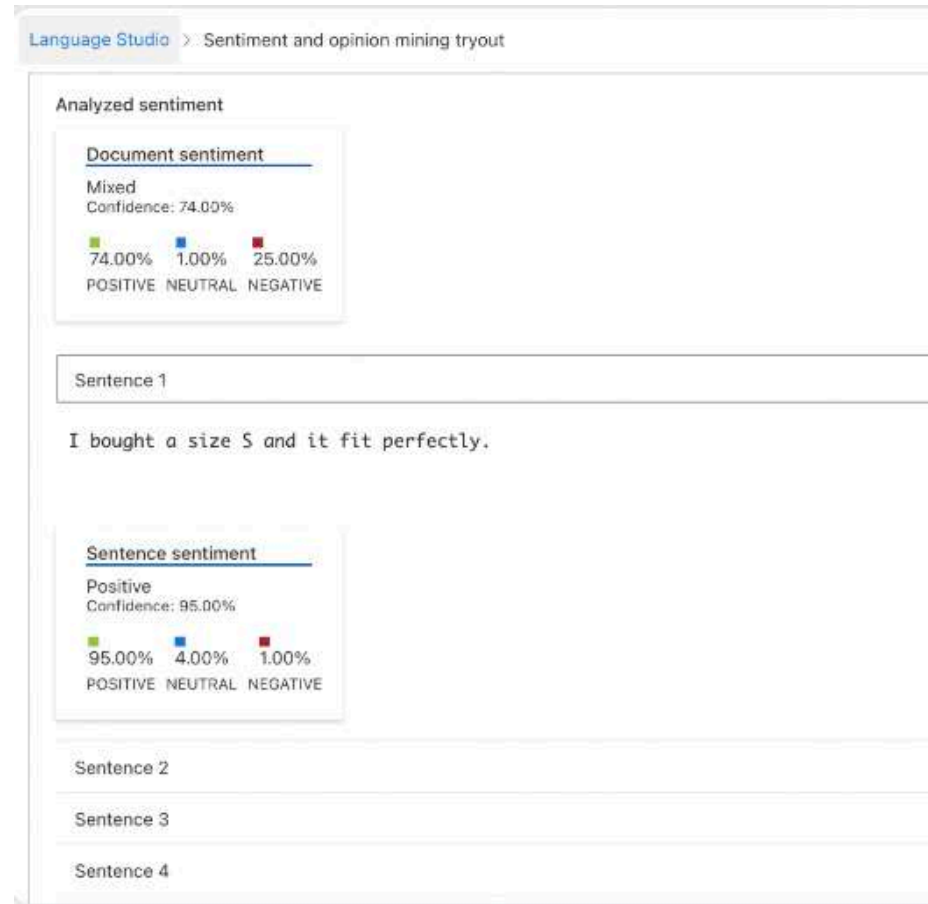 Language Studio > Sentiment and opinion mining tryout
Analyzed sentiment
Document sentiment
Mixed
Confidence: 74.00%
74.00% 1.00% 25.00%
POSITIVE NEUTRAL NEGATIVE
Sentence 1
I bought a size S and it fit perfectly.
Sentence sentiment
Positive
Confidence: 95.00%
95.00% 4.00% 1.00%
POSITIVE NEUTRAL NEGATIVE
Sentence 2
Sentence 3
Sentence 4